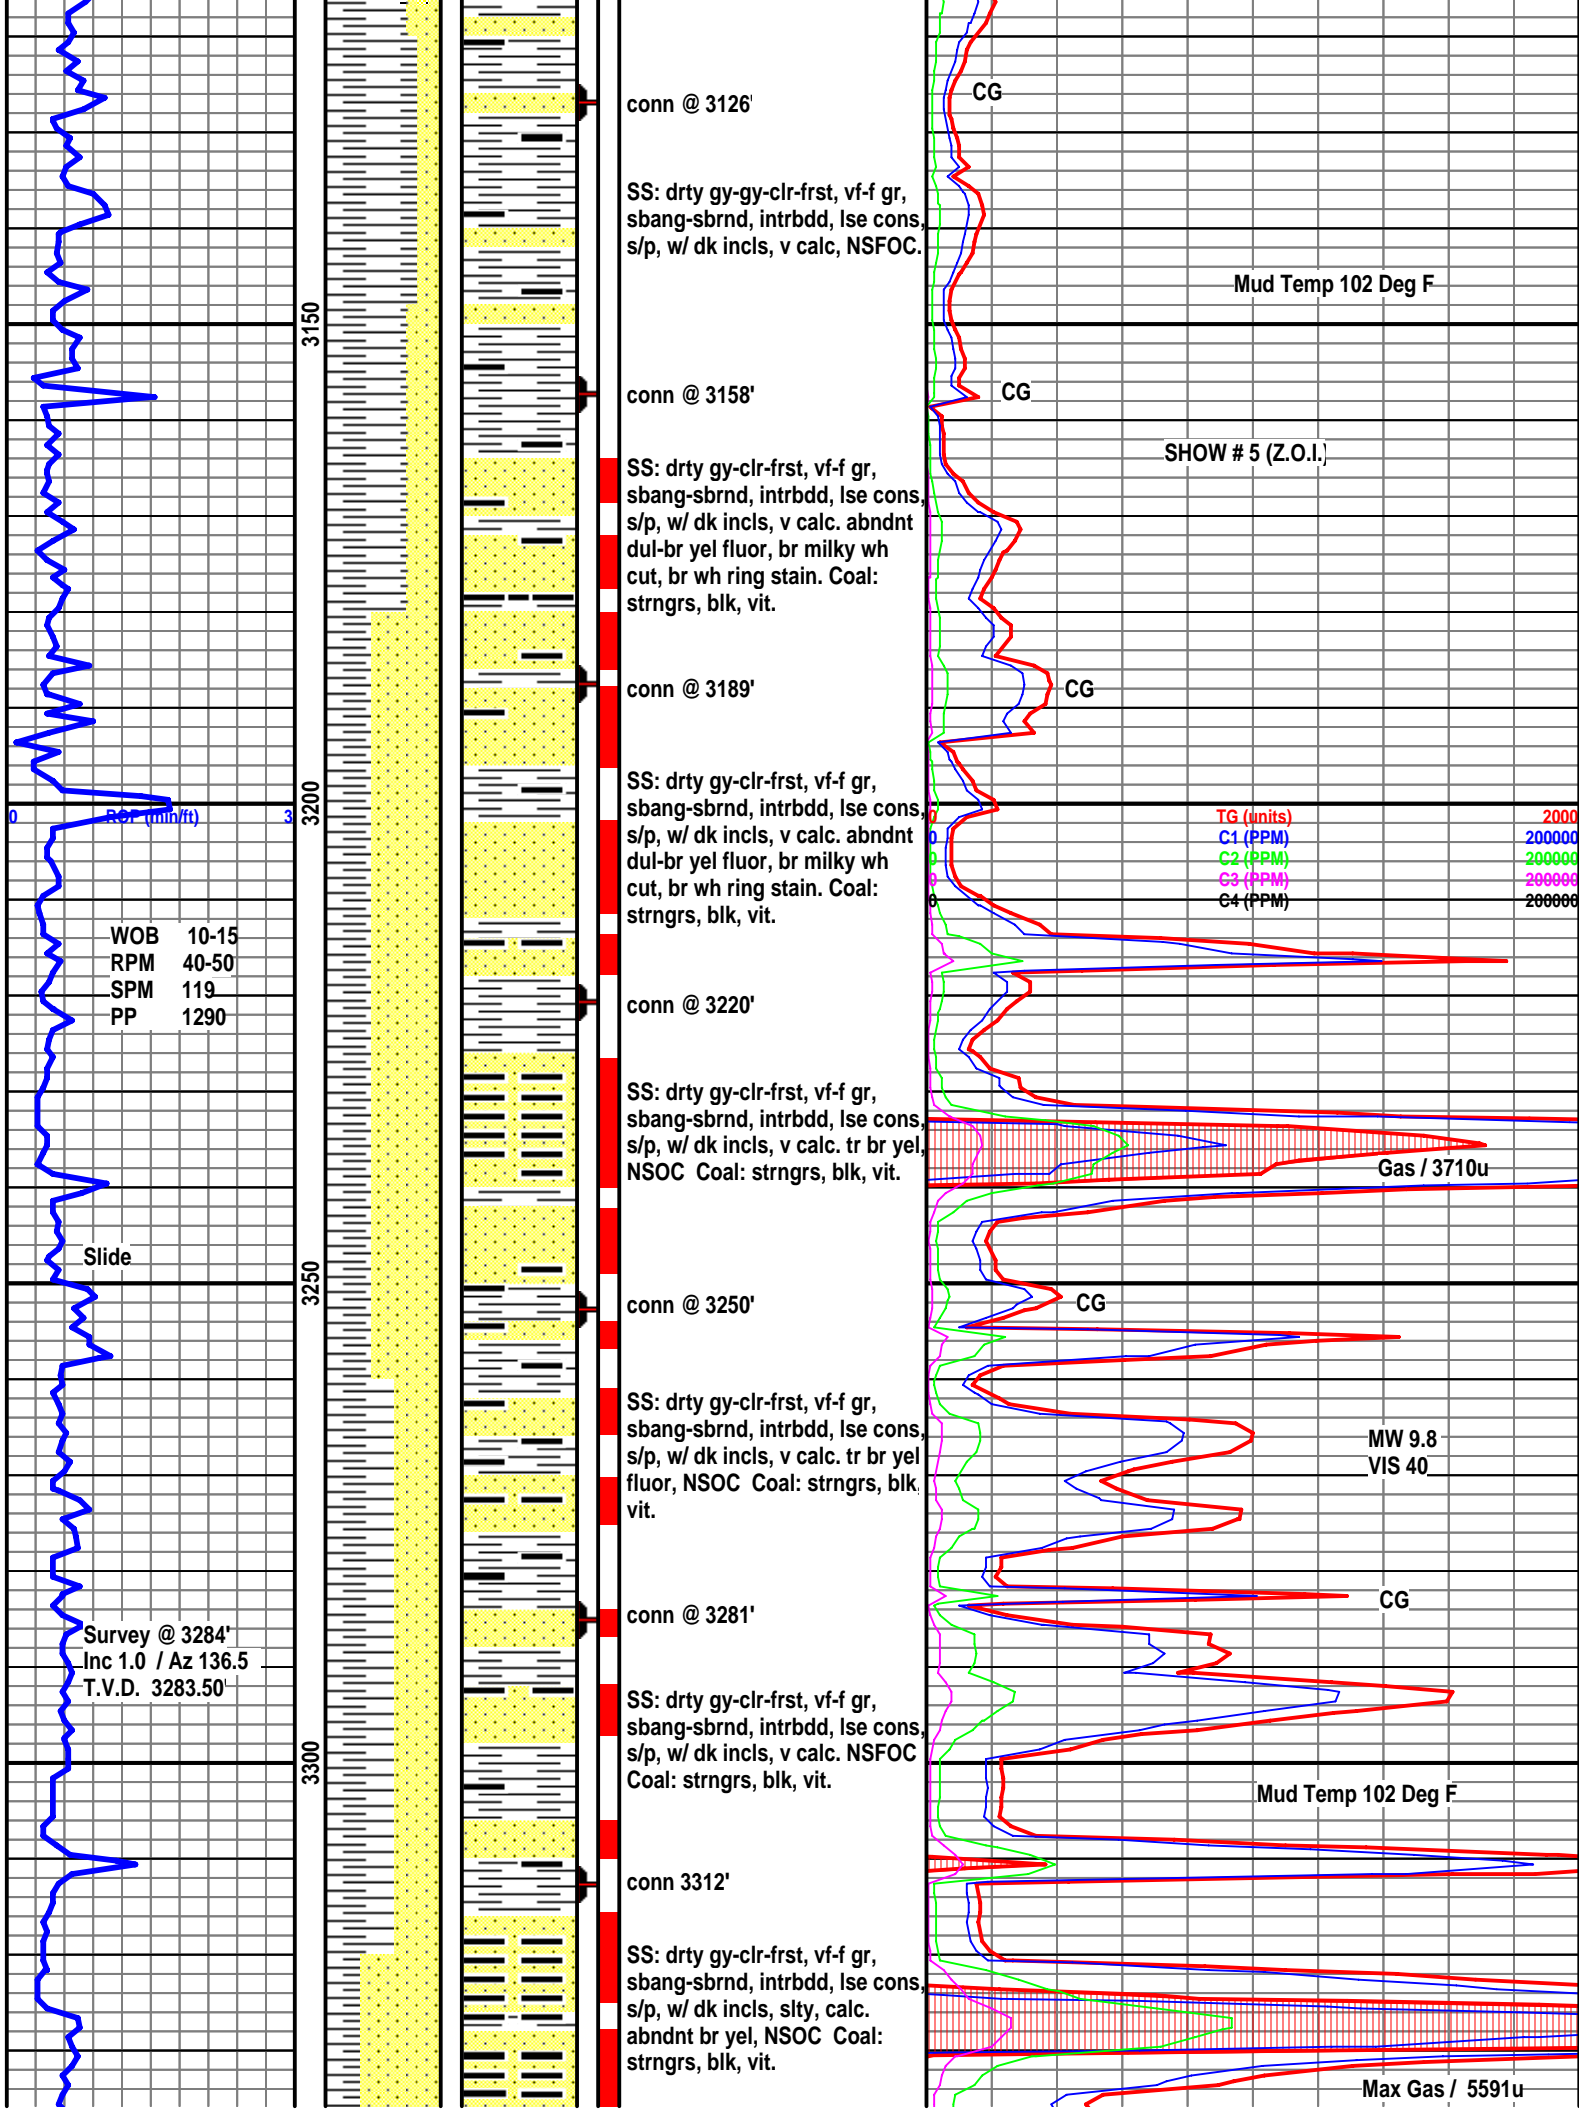 conn @ 3126'
CG
SS: drty gy-gy-clr-frst, vf-f gr,
sbang-sbrnd, intrbdd, lse cons,
s/p, w/ dk incls, v calc, NSFOC.
Mud Temp 102 Deg F
3150
conn @ 3158'
CG
SHOW # 5 (Z.O.I.)
SS: drty gy-clr-frst, vf-f gr,
sbang-sbrnd, intrbdd, lse cons,
s/p, w/ dk incls, v calc. abndnt
dul-br yel fluor, br milky wh
cut, br wh ring stain. Coal:
strngrs, blk, vit.
conn @ 3189'
CG
SS: drty gy-clr-frst, vf-f gr,
sbang-sbrnd, intrbdd, lse cons,
s/p, w/ dk incls, v calc. abndnt
dul-br yel fluor, br milky wh
cut, br wh ring stain. Coal:
strngrs, blk, vit.
3200
0 ROP (min/ft) 3
0 TG (units) 2000
0 C1 (PPM) 200000
0 C2 (PPM) 200000
0 C3 (PPM) 200000
0 C4 (PPM) 200000
WOB 10-15
RPM 40-50
SPM 119
PP 1290
conn @ 3220'
SS: drty gy-clr-frst, vf-f gr,
sbang-sbrnd, intrbdd, lse cons,
s/p, w/ dk incls, v calc. tr br yel,
NSOC Coal: strngrs, blk, vit.
Gas / 3710u
Slide
3250
conn @ 3250'
CG
SS: drty gy-clr-frst, vf-f gr,
sbang-sbrnd, intrbdd, lse cons,
s/p, w/ dk incls, v calc. tr br yel
fluor, NSOC Coal: strngrs, blk,
vit.
MW 9.8
VIS 40
CG
conn @ 3281'
Survey @ 3284'
Inc 1.0 / Az 136.5
T.V.D. 3283.50'
SS: drty gy-clr-frst, vf-f gr,
sbang-sbrnd, intrbdd, lse cons,
s/p, w/ dk incls, v calc. NSFOC
Coal: strngrs, blk, vit.
3300
Mud Temp 102 Deg F
conn 3312'
SS: drty gy-clr-frst, vf-f gr,
sbang-sbrnd, intrbdd, lse cons,
s/p, w/ dk incls, slty, calc.
abndnt br yel, NSOC Coal:
strngrs, blk, vit.
Max Gas / 5591u